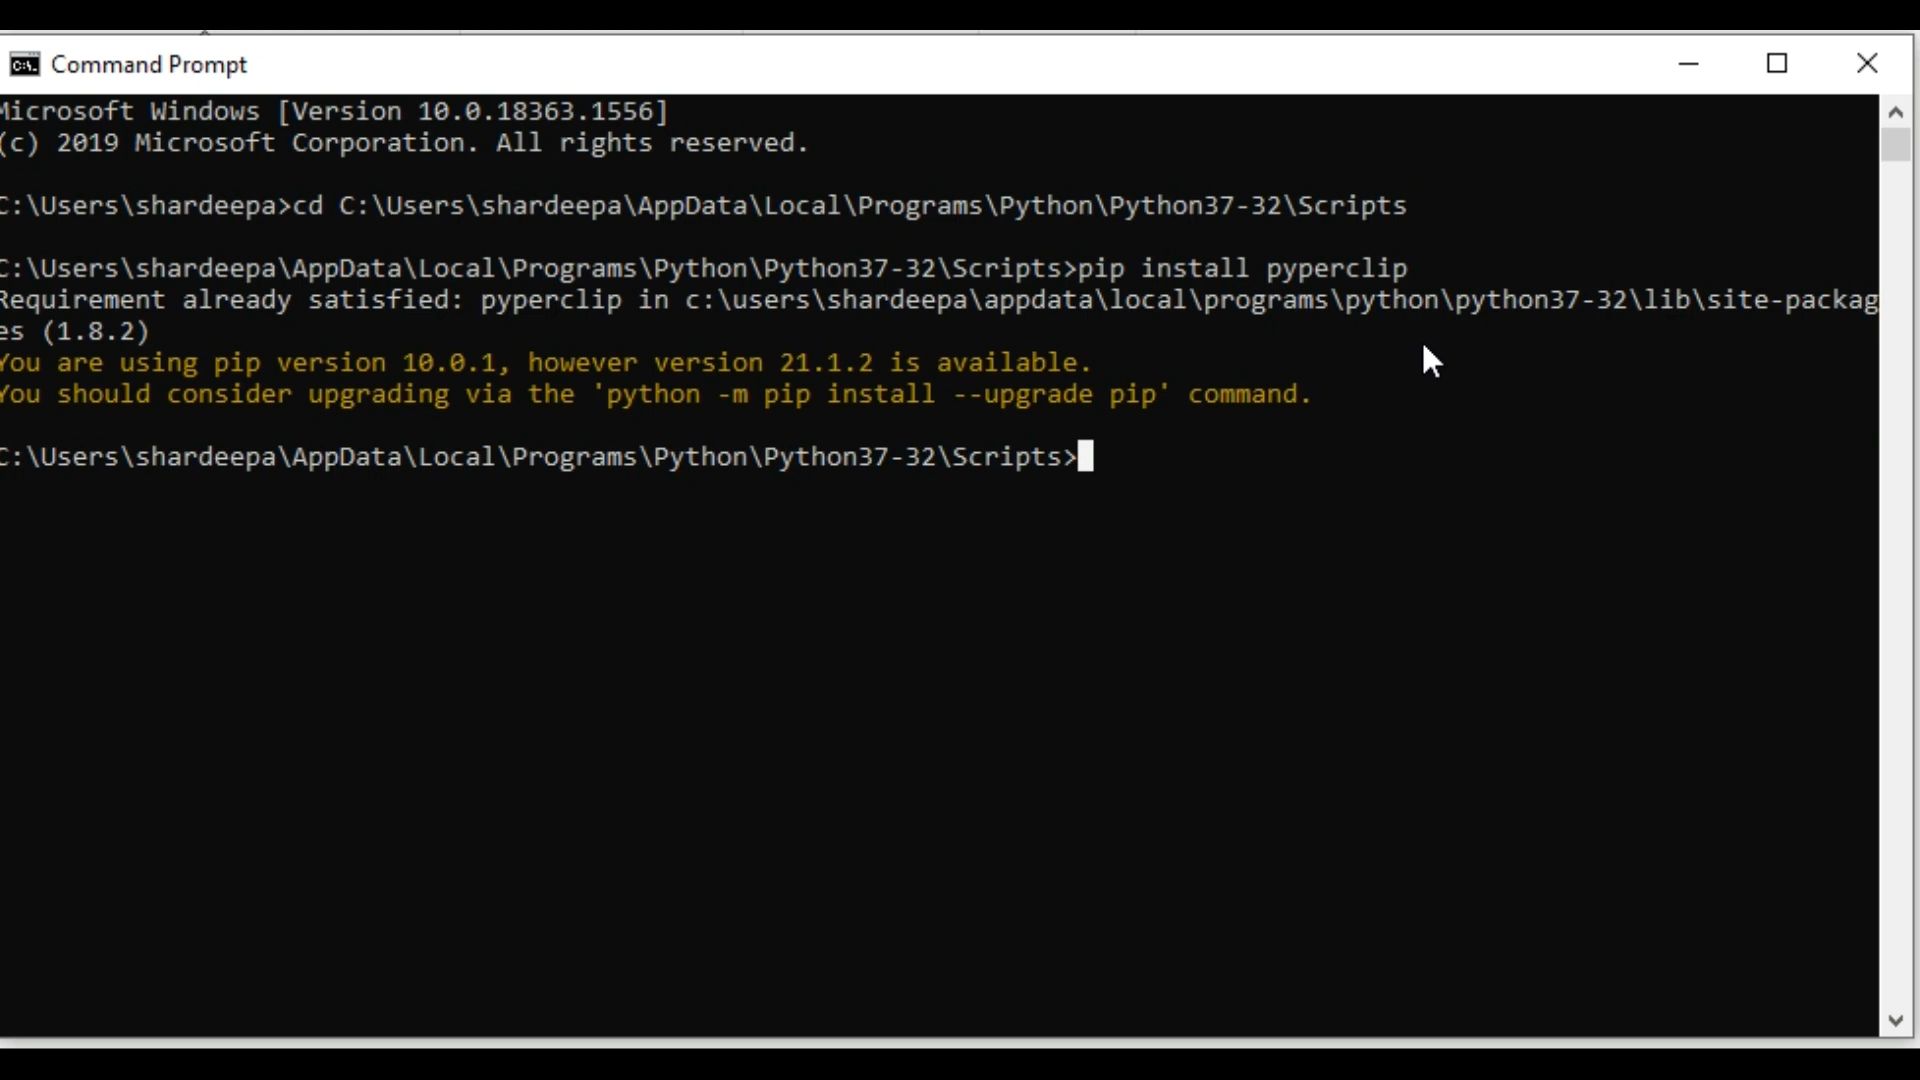 Command Prompt
Microsoft Windows [Version 10.0.18363.1556]
(c) 2019 Microsoft Corporation. All rights reserved.
C:\Users\shardeepa>cd C:\Users\shardeepa\AppData\Local\Programs\Python\Python37-32\Scripts
C:\Users\shardeepa\AppData\Local\Programs\Python\Python37-32\Scripts>pip install pyperclip
Requirement already satisfied: pyperclip in c:\users\shardeepa\appdata\local\programs\python\python37-32\lib\site-packag
es (1.8.2)
You are using pip version 10.0.1, however version 21.1.2 is available.
You should consider upgrading via the 'python -m pip install --upgrade pip' command.
C:\Users\shardeepa\AppData\Local\Programs\Python\Python37-32\Scripts>